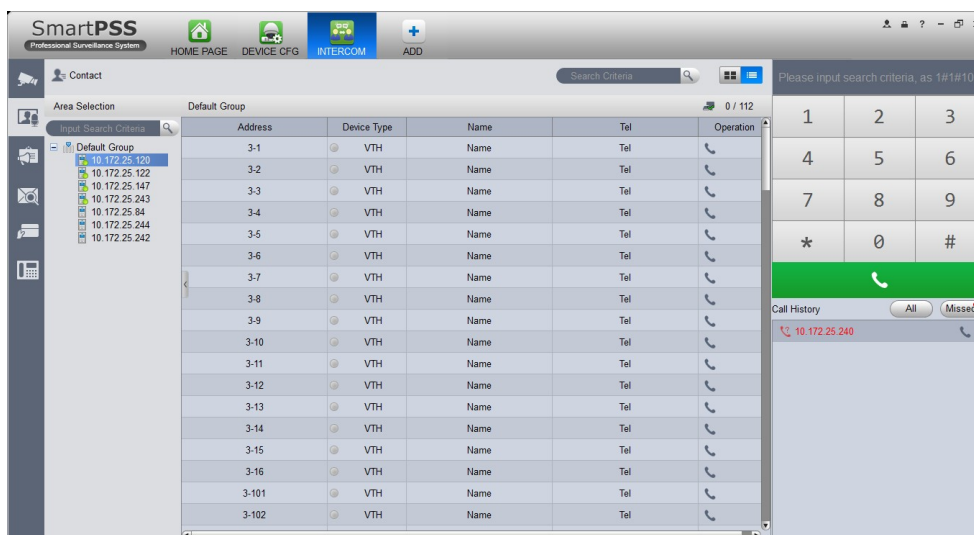 SmartPSS
Professional Surveillance System
HOME PAGE
DEVICE CFG
INTERCOM
ADD
Contact
Search Criteria
Please input search criteria, as 1#1#10
Area Selection
Default Group
0 / 112
Input Search Criteria
Default Group
10.172.25.120
10.172.25.122
10.172.25.147
10.172.25.243
10.172.25.84
10.172.25.244
10.172.25.242
Address Device Type Name Tel Operation
3-1 VTH Name Tel
3-2 VTH Name Tel
3-3 VTH Name Tel
3-4 VTH Name Tel
3-5 VTH Name Tel
3-6 VTH Name Tel
3-7 VTH Name Tel
3-8 VTH Name Tel
3-9 VTH Name Tel
3-10 VTH Name Tel
3-11 VTH Name Tel
3-12 VTH Name Tel
3-13 VTH Name Tel
3-14 VTH Name Tel
3-15 VTH Name Tel
3-16 VTH Name Tel
3-101 VTH Name Tel
3-102 VTH Name Tel
1 2 3
4 5 6
7 8 9
* 0 #
Call History
All
Missed
10.172.25.240